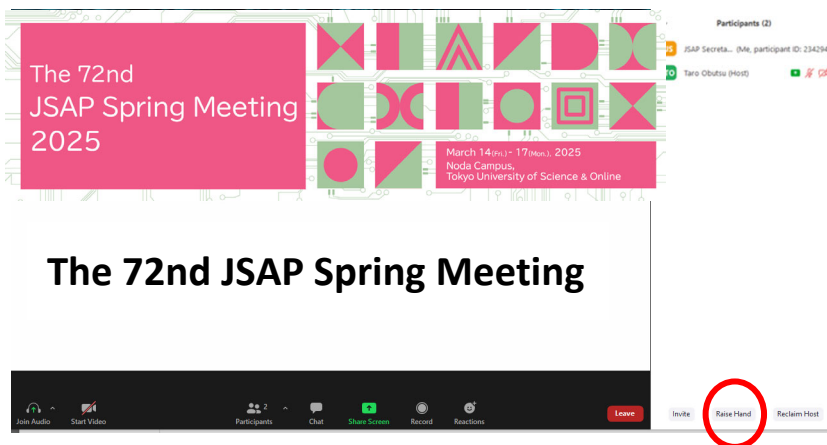 The 72nd
JSAP Spring Meeting
2025
March 14(Fri.) - 17(Mon.), 2025
Noda Campus,
Tokyo University of Science & Online
The 72nd JSAP Spring Meeting
Participants (2)
JSAP Secreta... (Me, participant ID: 234294
TO Taro Obutsu (Host)
Join Audio
Start Video
2
Participants
Chat
Share Screen
Record
Reactions
Leave
Invite
Raise Hand
Reclaim Host